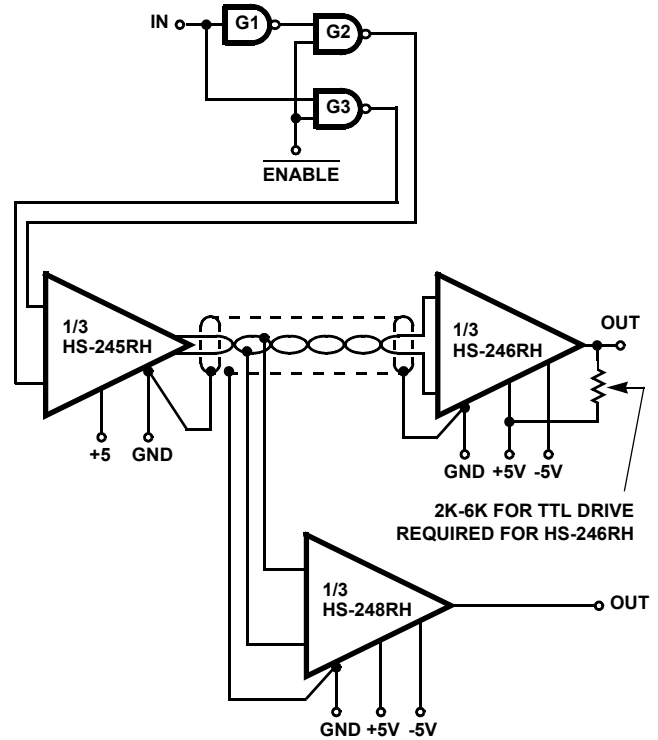 IN
G1
G2
G3
ENABLE
1/3
HS-245RH
+5
GND
1/3
HS-246RH
OUT
GND +5V -5V
2K-6K FOR TTL DRIVE
REQUIRED FOR HS-246RH
1/3
HS-248RH
OUT
GND +5V -5V